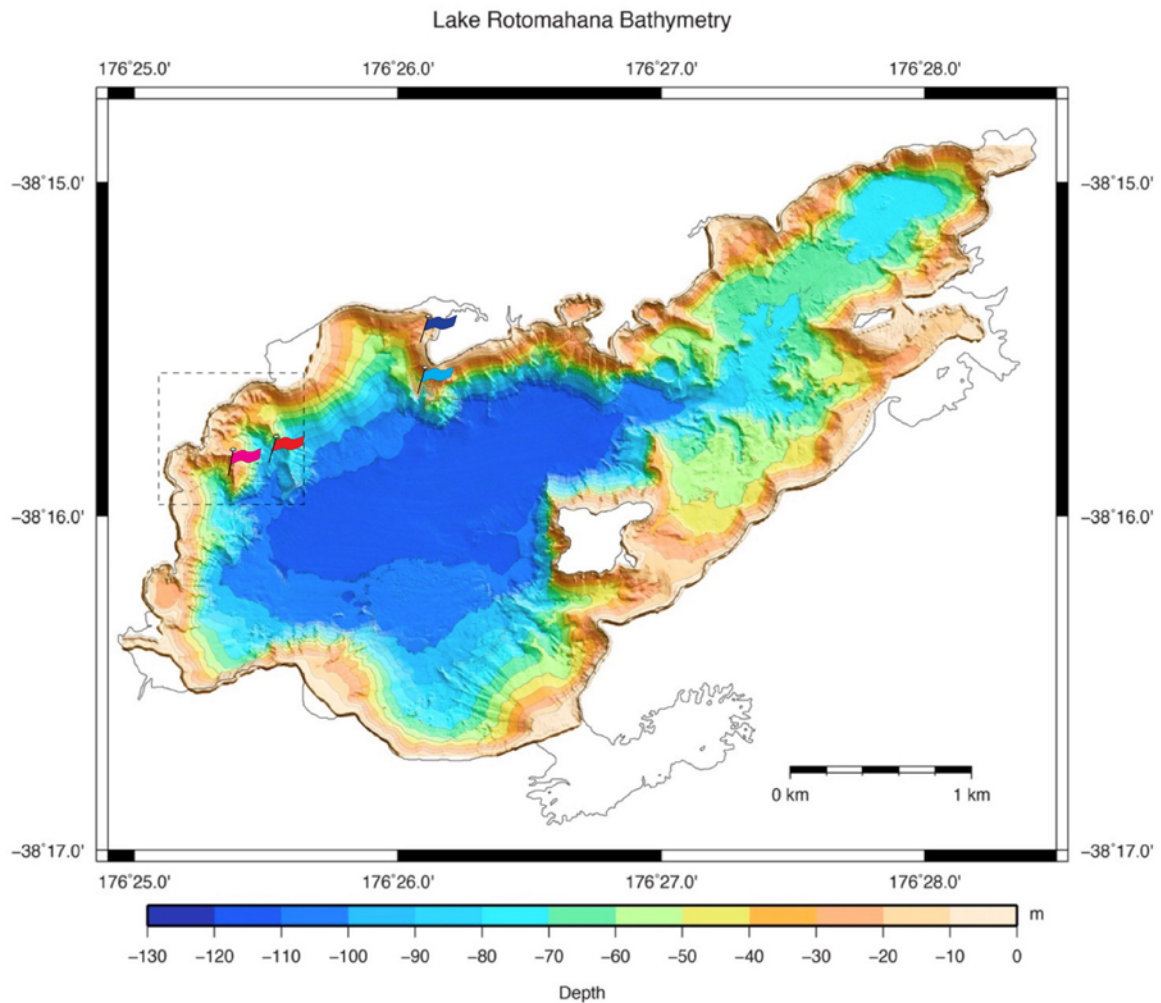 Lake Rotomahana Bathymetry
176˚25.0' 176˚26.0' 176˚27.0' 176˚28.0'
−38˚15.0' −38˚15.0'
−38˚16.0' −38˚16.0'
0 km 1 km
−38˚17.0' −38˚17.0'
176˚25.0' 176˚26.0' 176˚27.0' 176˚28.0'
m
−130 −120 −110 −100 −90 −80 −70 −60 −50 −40 −30 −20 −10 0
Depth